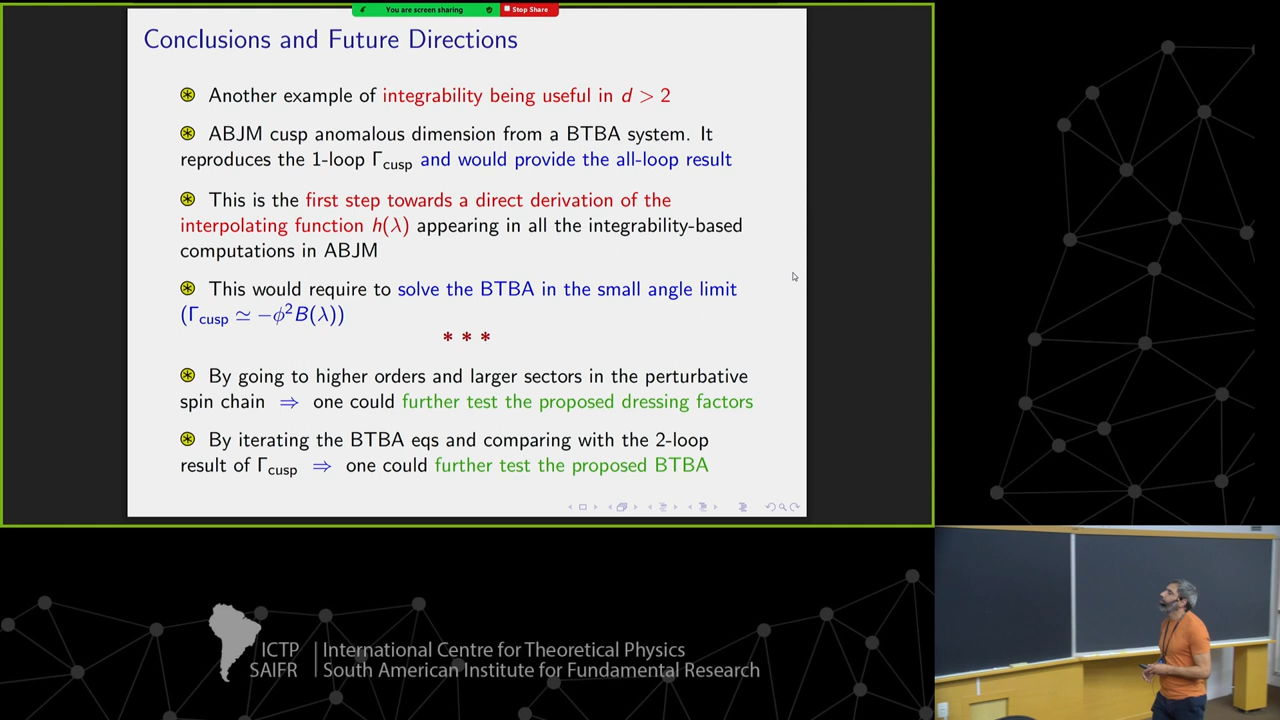 You are screen sharing
Stop Share
Conclusions and Future Directions
Another example of integrability being useful in d > 2
ABJM cusp anomalous dimension from a BTBA system. It
reproduces the 1-loop Γcusp and would provide the all-loop result
This is the first step towards a direct derivation of the
interpolating function h(λ) appearing in all the integrability-based
computations in ABJM
This would require to solve the BTBA in the small angle limit
(Γcusp ≃ −ϕ²B(λ))
* * *
By going to higher orders and larger sectors in the perturbative
spin chain ⇒ one could further test the proposed dressing factors
By iterating the BTBA eqs and comparing with the 2-loop
result of Γcusp ⇒ one could further test the proposed BTBA
ICTP
SAIFR
International Centre for Theoretical Physics
South American Institute for Fundamental Research